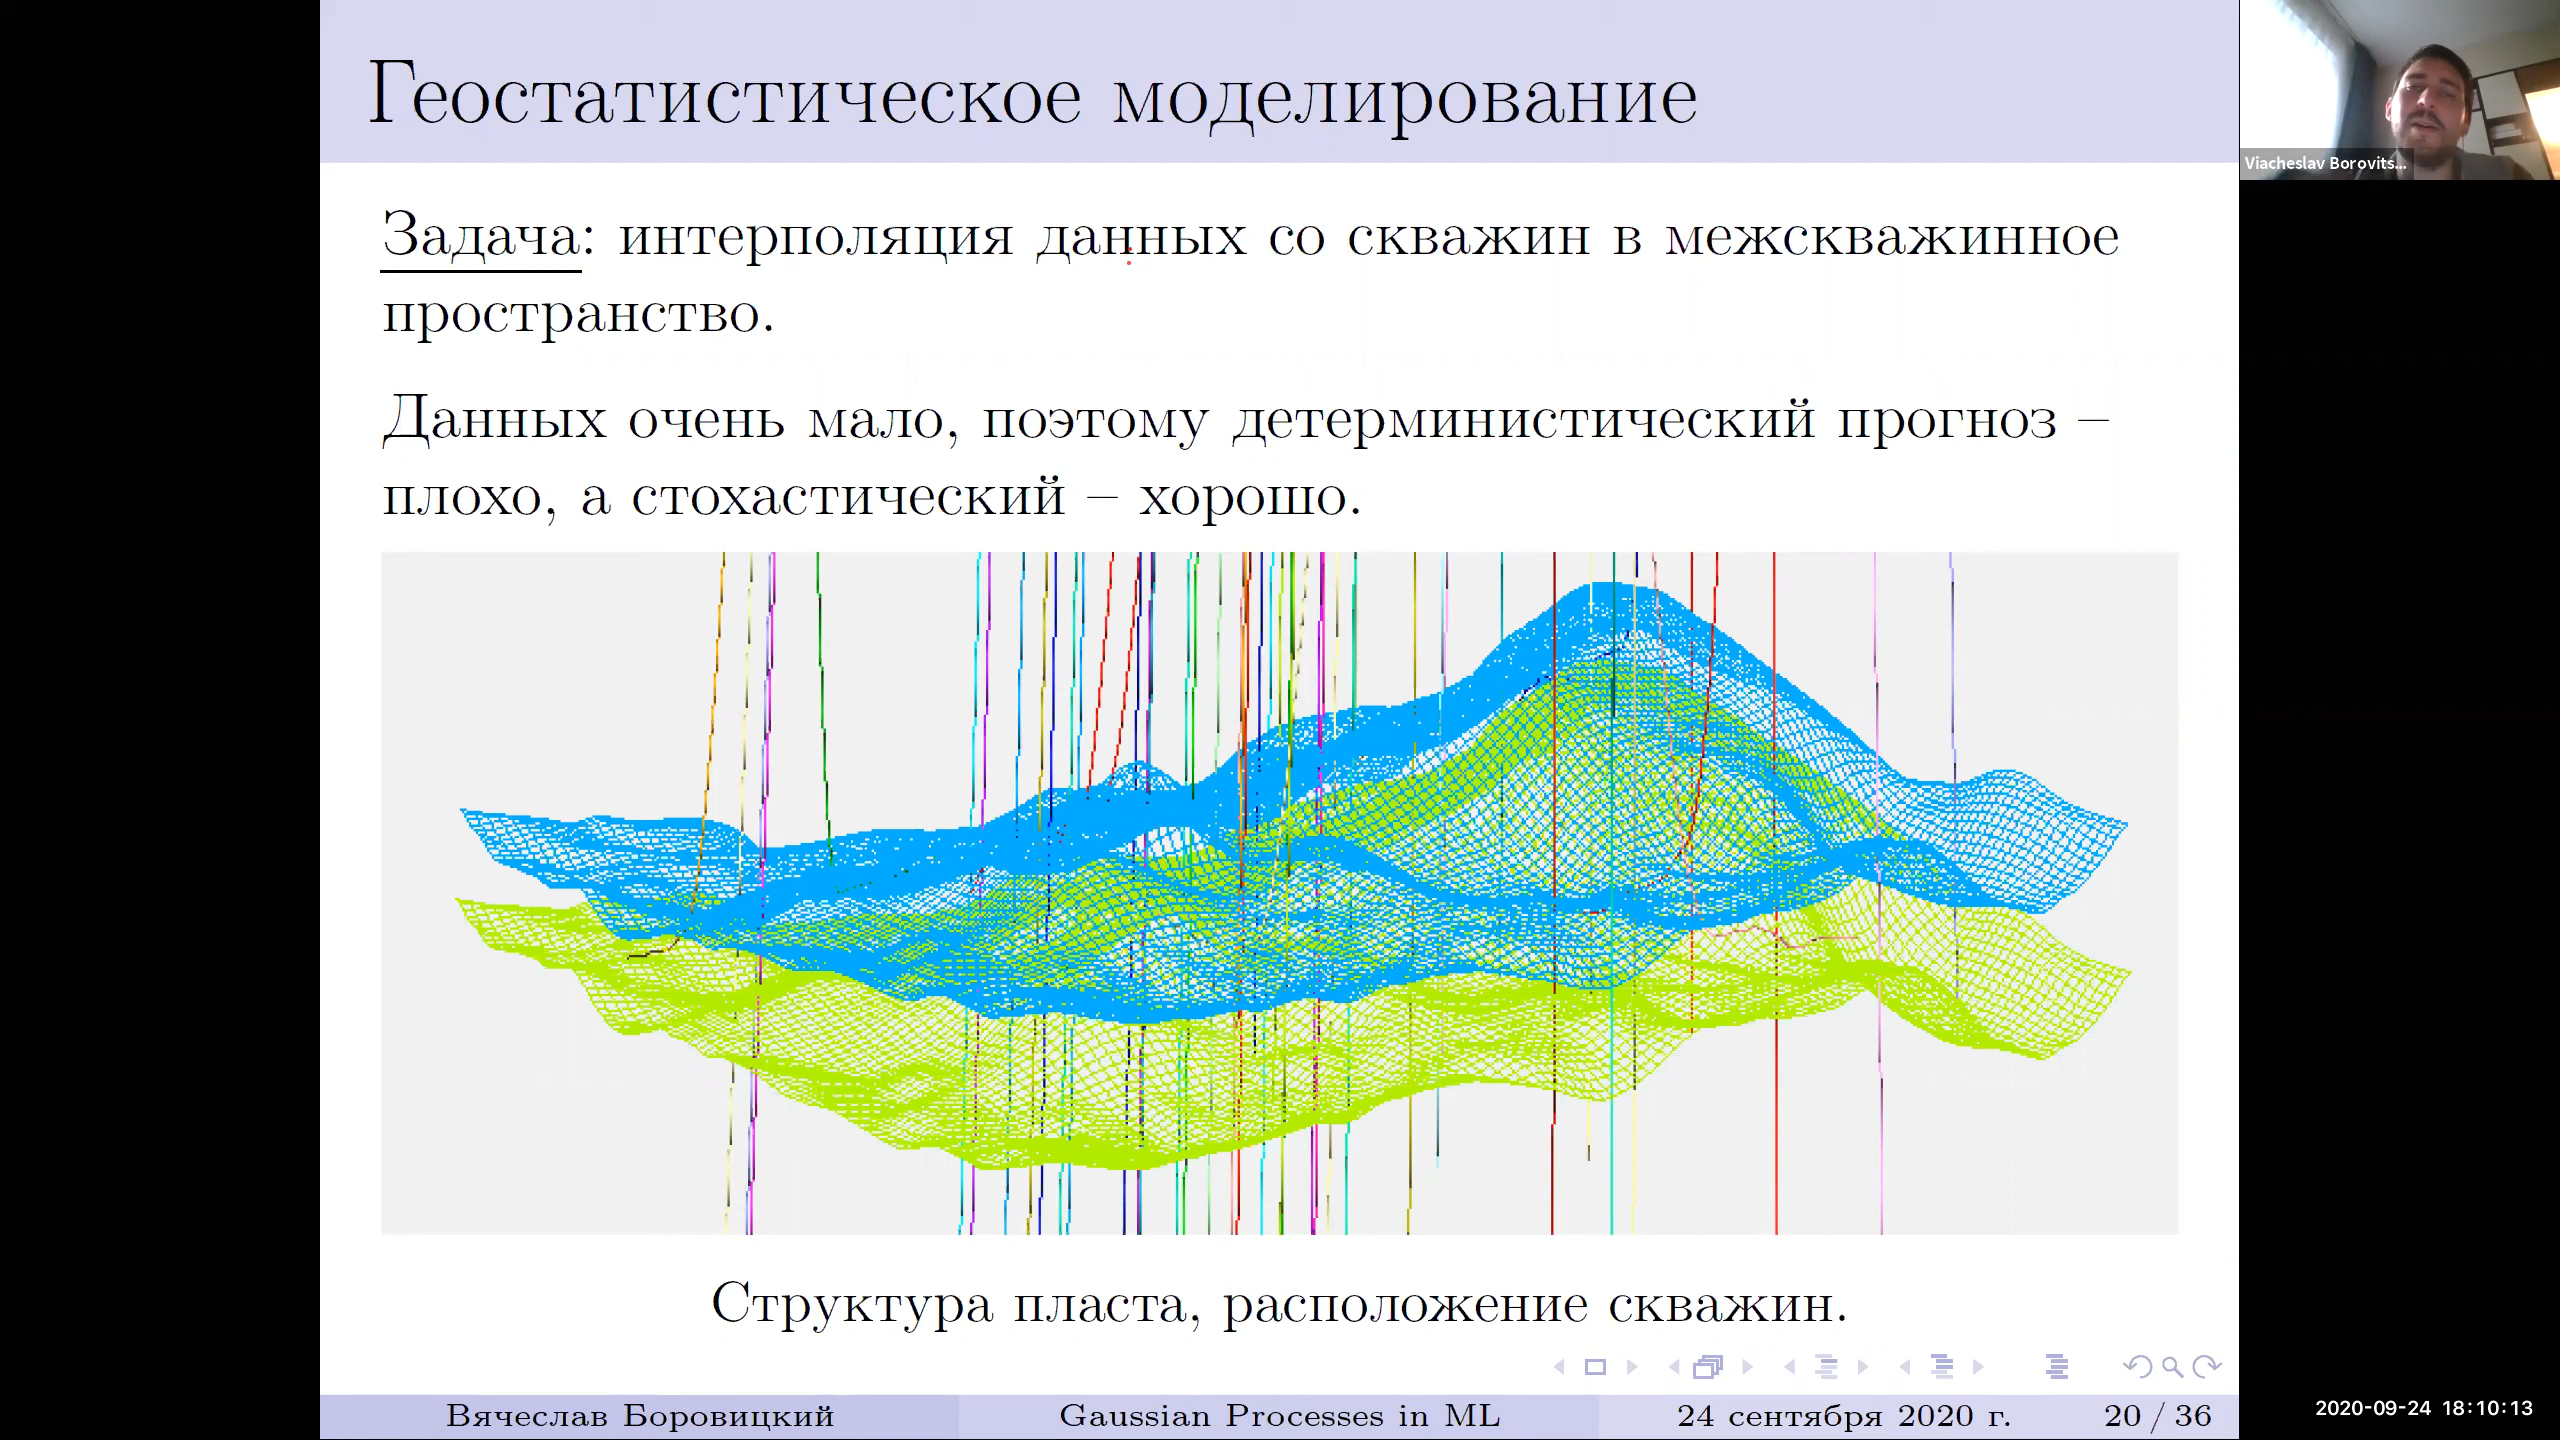 Геостатистическое моделирование
Viacheslav Borovits...
Задача: интерполяция данных со скважин в межскважинное
пространство.
Данных очень мало, поэтому детерминистический прогноз –
плохо, а стохастический – хорошо.
Структура пласта, расположение скважин.
Вячеслав Боровицкий
Gaussian Processes in ML
24 сентября 2020 г.
20 / 36
2020-09-24 18:10:13